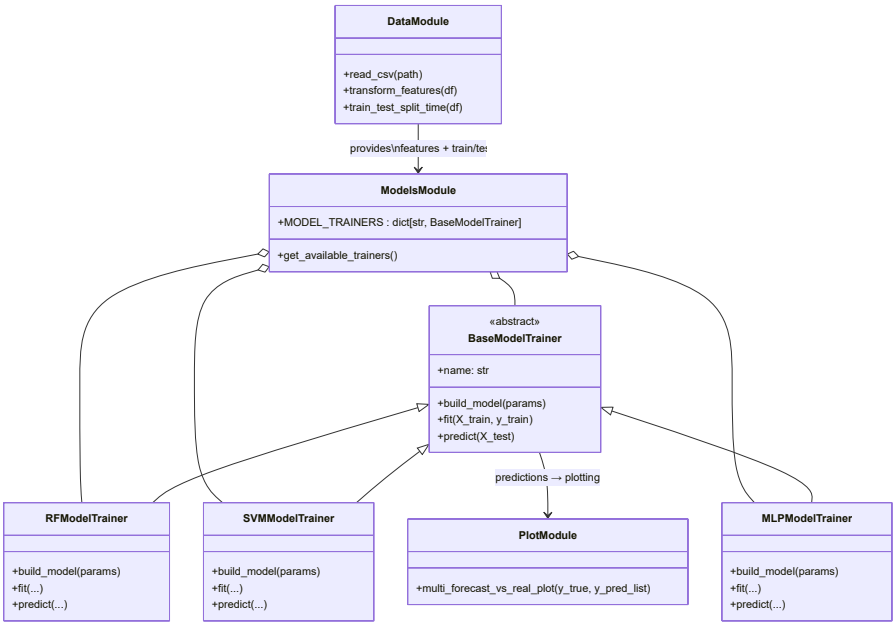 DataModule
+read_csv(path)
+transform_features(df)
+train_test_split_time(df)
provides\nfeatures + train/tes
ModelsModule
+MODEL_TRAINERS : dict[str, BaseModelTrainer]
+get_available_trainers()
«abstract»
BaseModelTrainer
+name: str
+build_model(params)
+fit(X_train, y_train)
+predict(X_test)
predictions → plotting
RFModelTrainer
+build_model(params)
+fit(...)
+predict(...)
SVMModelTrainer
+build_model(params)
+fit(...)
+predict(...)
PlotModule
+multi_forecast_vs_real_plot(y_true, y_pred_list)
MLPModelTrainer
+build_model(params)
+fit(...)
+predict(...)